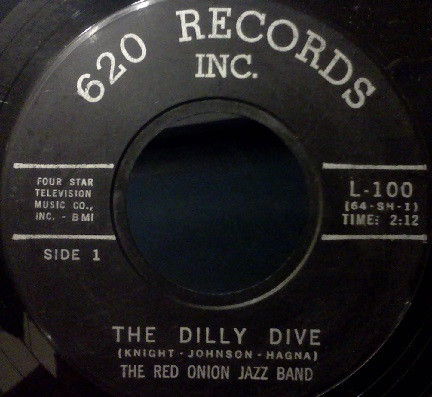 620 RECORDS
INC.
FOUR STAR
TELEVISION
MUSIC CO.,
INC. - BMI
SIDE 1
L-100
(64-SH-1)
TIME: 2:12
THE DILLY DIVE
(KNIGHT - JOHNSON - HAGNA)
THE RED ONION JAZZ BAND